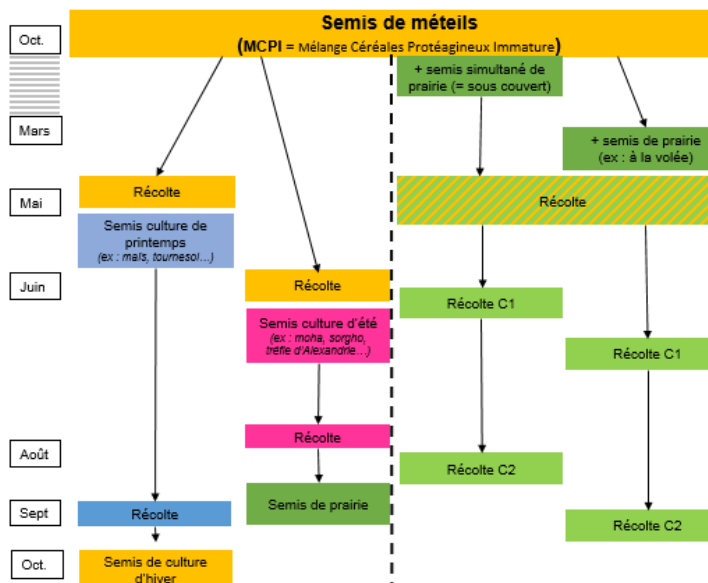 Semis de méteils
(MCPI = Mélange Céréales Protéagineux Immature)
Oct.
+ semis simultané de
prairie (= sous couvert)
Mars
+ semis de prairie
(ex : à la volée)
Mai
Récolte
Récolte
Semis culture de
printemps
(ex : maïs, tournesol…)
Juin
Récolte
Récolte C1
Semis culture d'été
(ex : moha, sorgho,
trèfle d'Alexandrie…)
Récolte C1
Août
Récolte
Récolte C2
Semis de prairie
Sept
Récolte
Récolte C2
Oct.
Semis de culture
d'hiver